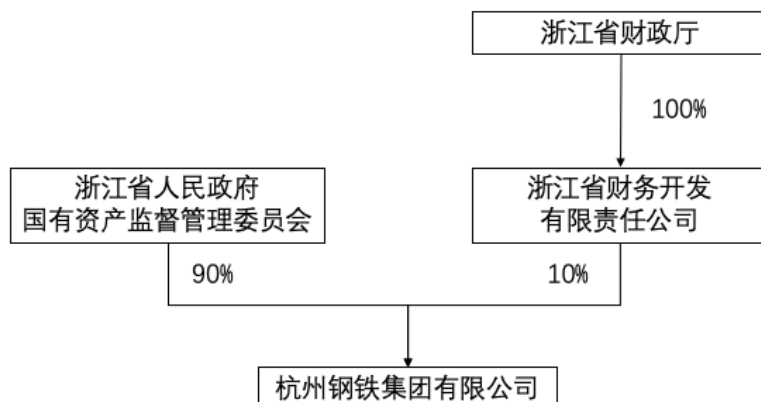 浙江省财政厅
100%
浙江省人民政府
国有资产监督管理委员会
浙江省财务开发
有限责任公司
90%
10%
杭州钢铁集团有限公司